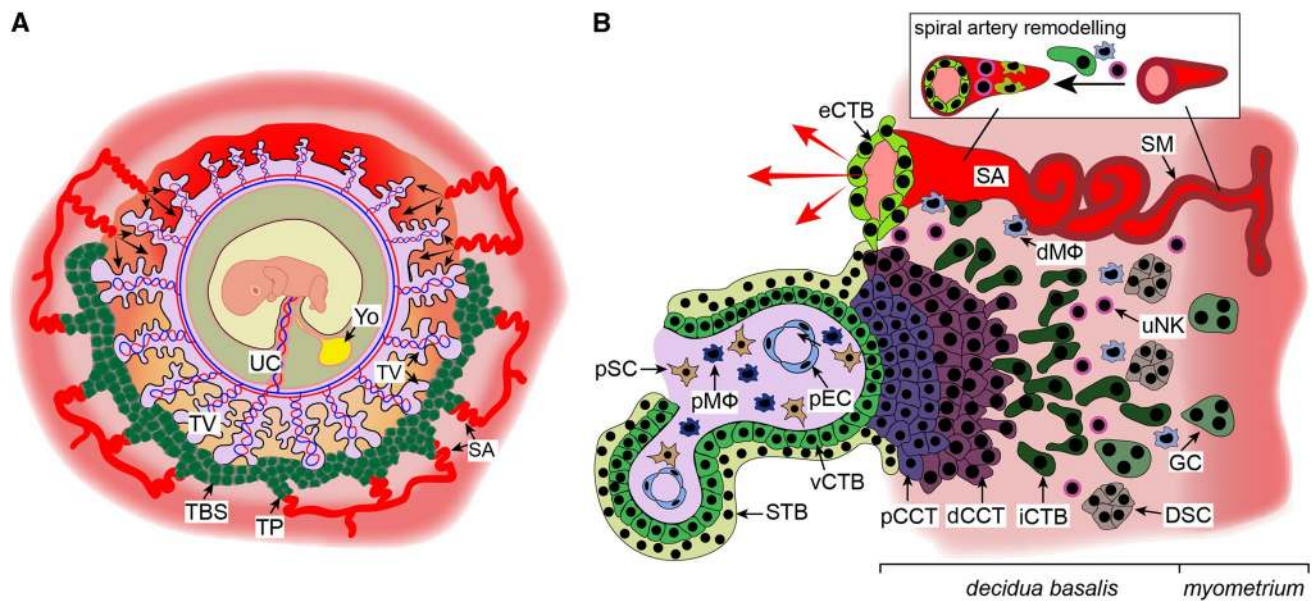 A
Yo
UC
TV
TV
SA
TBS
TP
B
spiral artery remodelling
eCTB
SM
SA
dMΦ
uNK
pSC
pMΦ
pEC
GC
vCTB
STB
pCCT
dCCT
iCTB
DSC
decidua basalis
myometrium